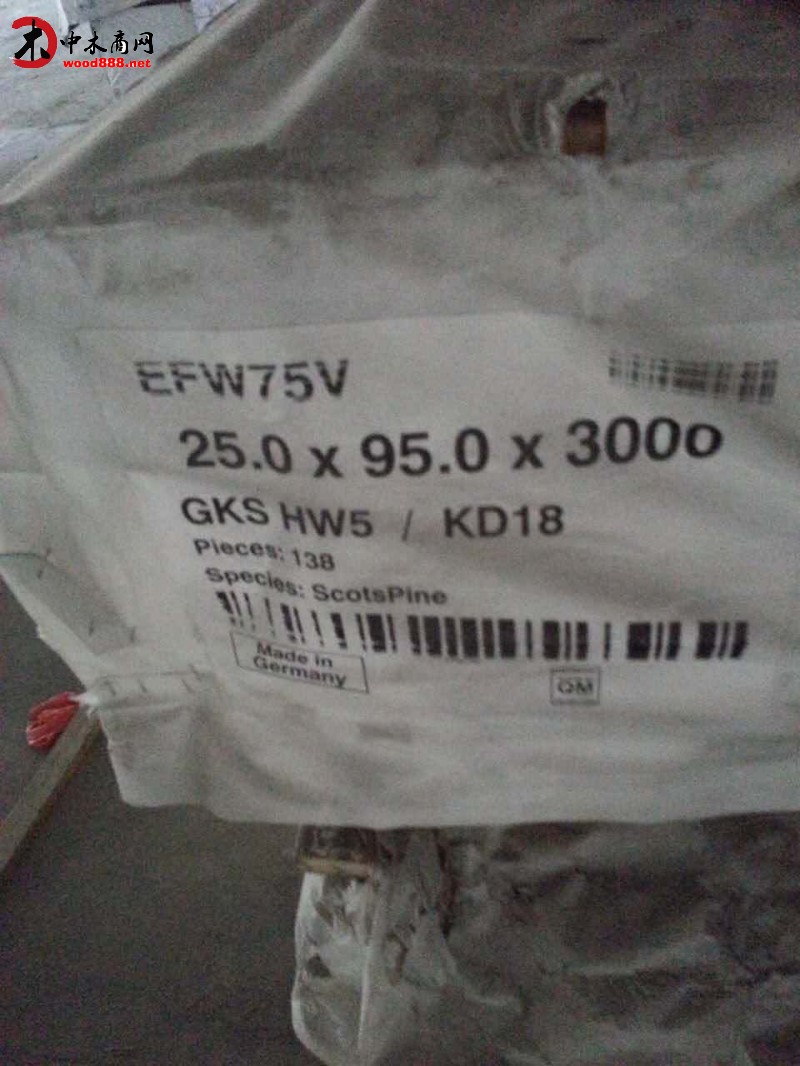 中木商网
wood888.net
EFW75V
25.0 x 95.0 x 3000
GKS HW5 / KD18
Pieces: 138
Species: ScotsPine
Made in
Germany
QM